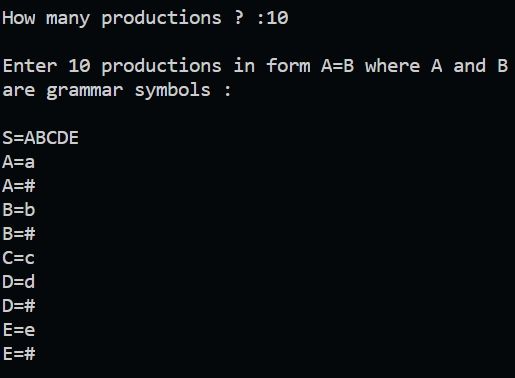 How many productions ? :10
Enter 10 productions in form A=B where A and B
are grammar symbols :
S=ABCDE
A=a
A=#
B=b
B=#
C=c
D=d
D=#
E=e
E=#